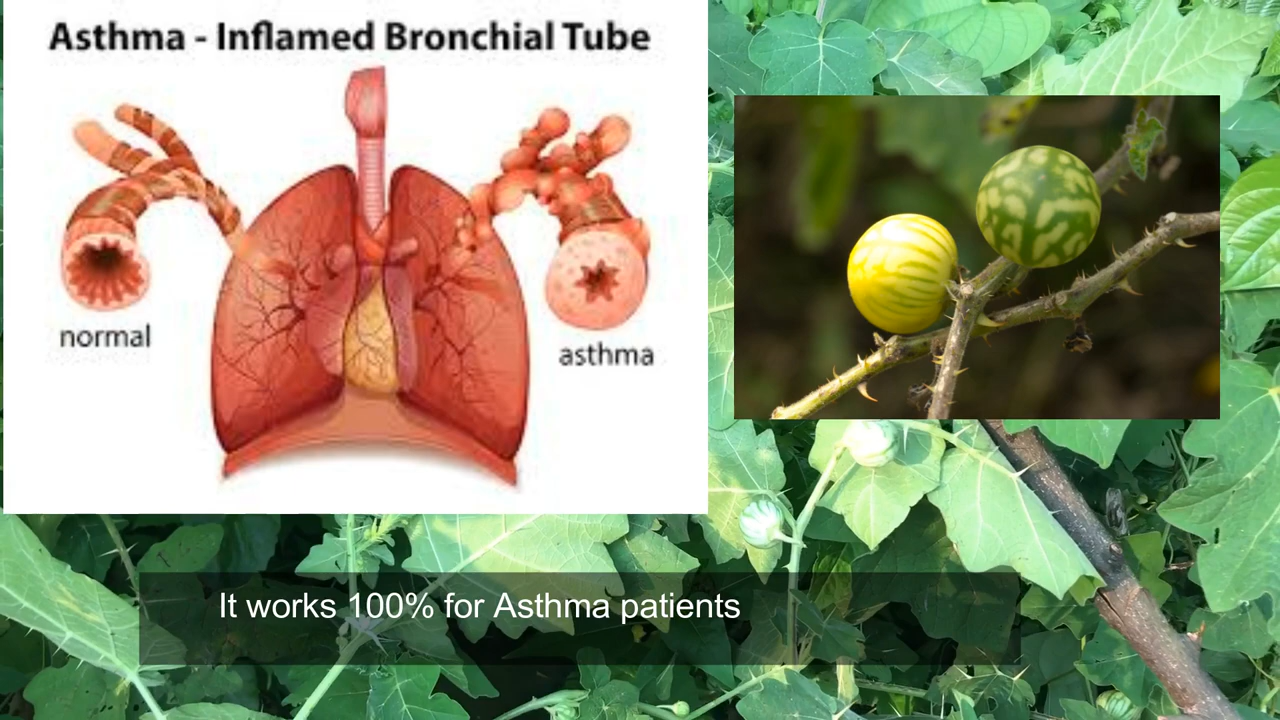 Asthma - Inflamed Bronchial Tube
normal
asthma
It works 100% for Asthma patients